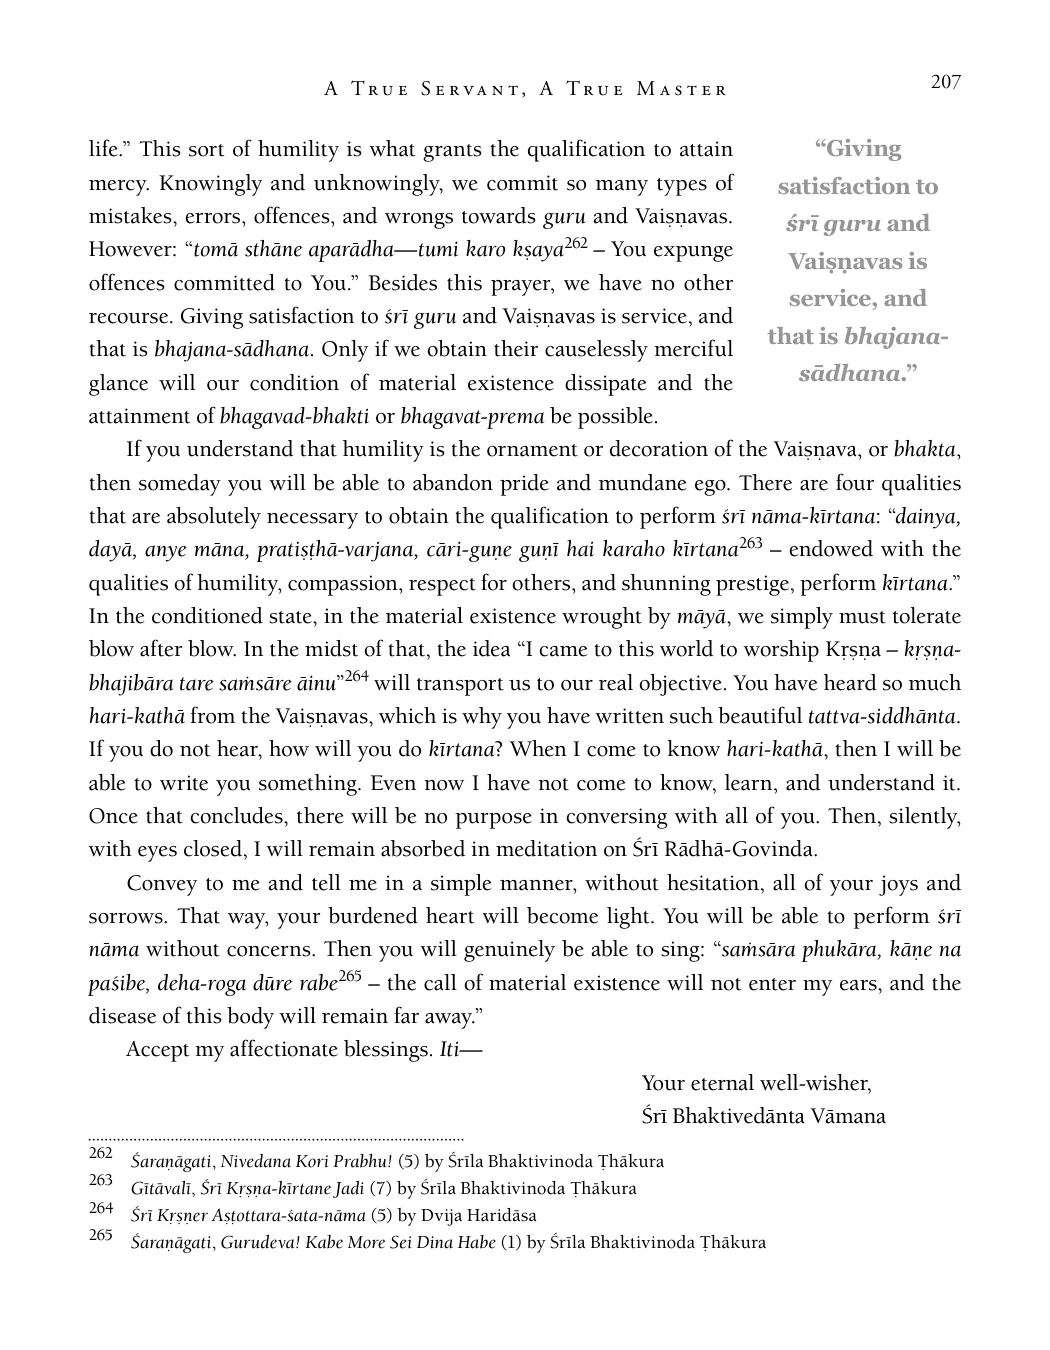 A True Servant, A True Master
207
life.” This sort of humility is what grants the qualification to attain
mercy. Knowingly and unknowingly, we commit so many types of
mistakes, errors, offences, and wrongs towards guru and Vaiṣṇavas.
However: “tomā sthāne aparādha—tumi karo kṣaya262 – You expunge
offences committed to You.” Besides this prayer, we have no other
recourse. Giving satisfaction to śrī guru and Vaiṣṇavas is service, and
that is bhajana-sādhana. Only if we obtain their causelessly merciful
glance will our condition of material existence dissipate and the
attainment of bhagavad-bhakti or bhagavat-prema be possible.
“Giving
satisfaction to
śrī guru and
Vaiṣṇavas is
service, and
that is bhajana-
sādhana.”
If you understand that humility is the ornament or decoration of the Vaiṣṇava, or bhakta,
then someday you will be able to abandon pride and mundane ego. There are four qualities
that are absolutely necessary to obtain the qualification to perform śrī nāma-kīrtana: “dainya,
dayā, anye māna, pratiṣṭhā-varjana, cāri-guṇe guṇī hai karaho kīrtana263 – endowed with the
qualities of humility, compassion, respect for others, and shunning prestige, perform kīrtana.”
In the conditioned state, in the material existence wrought by māyā, we simply must tolerate
blow after blow. In the midst of that, the idea “I came to this world to worship Kṛṣṇa – kṛṣṇa-
bhajibāra tare saṁsāre āinu”264 will transport us to our real objective. You have heard so much
hari-kathā from the Vaiṣṇavas, which is why you have written such beautiful tattva-siddhānta.
If you do not hear, how will you do kīrtana? When I come to know hari-kathā, then I will be
able to write you something. Even now I have not come to know, learn, and understand it.
Once that concludes, there will be no purpose in conversing with all of you. Then, silently,
with eyes closed, I will remain absorbed in meditation on Śrī Rādhā-Govinda.
Convey to me and tell me in a simple manner, without hesitation, all of your joys and
sorrows. That way, your burdened heart will become light. You will be able to perform śrī
nāma without concerns. Then you will genuinely be able to sing: “saṁsāra phukāra, kāṇe na
paśibe, deha-roga dūre rabe265 – the call of material existence will not enter my ears, and the
disease of this body will remain far away.”
Accept my affectionate blessings. Iti—
Your eternal well-wisher,
Śrī Bhaktivedānta Vāmana
262 Śaraṇāgati, Nivedana Kori Prabhu! (5) by Śrīla Bhaktivinoda Ṭhākura
263 Gītāvalī, Śrī Kṛṣṇa-kīrtane Jadi (7) by Śrīla Bhaktivinoda Ṭhākura
264 Śrī Kṛṣṇer Aṣṭottara-śata-nāma (5) by Dvija Haridāsa
265 Śaraṇāgati, Gurudeva! Kabe More Sei Dina Habe (1) by Śrīla Bhaktivinoda Ṭhākura